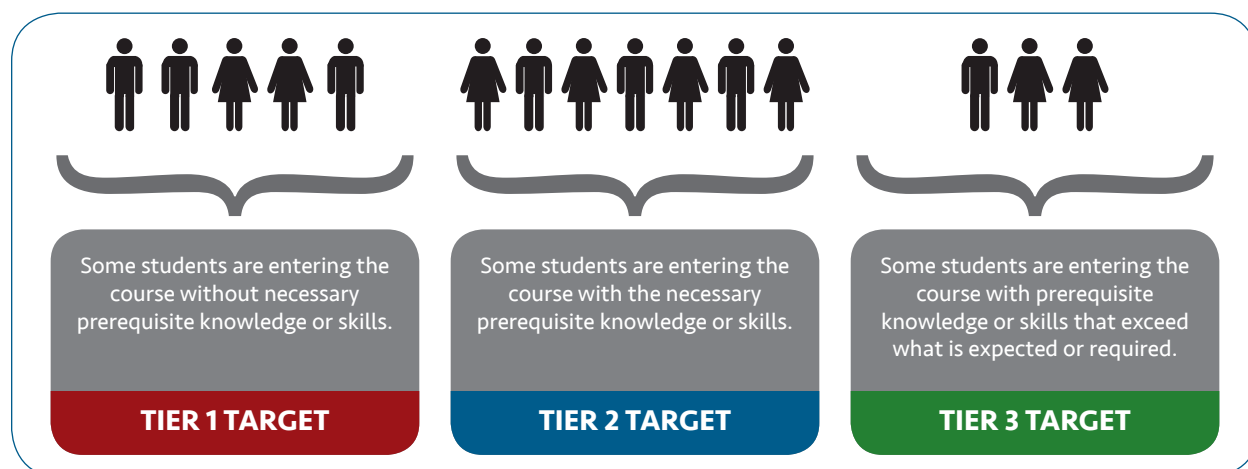 Some students are entering the
course without necessary
prerequisite knowledge or skills.
TIER 1 TARGET
Some students are entering the
course with the necessary
prerequisite knowledge or skills.
TIER 2 TARGET
Some students are entering the
course with prerequisite
knowledge or skills that exceed
what is expected or required.
TIER 3 TARGET